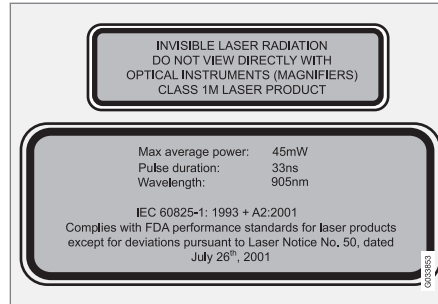 INVISIBLE LASER RADIATION
DO NOT VIEW DIRECTLY WITH
OPTICAL INSTRUMENTS (MAGNIFIERS)
CLASS 1M LASER PRODUCT
Max average power: 45mW
Pulse duration: 33ns
Wavelength: 905nm
IEC 60825-1: 1993 + A2:2001
Complies with FDA performance standards for laser products
except for deviations pursuant to Laser Notice No. 50, dated
July 26th, 2001
G033853